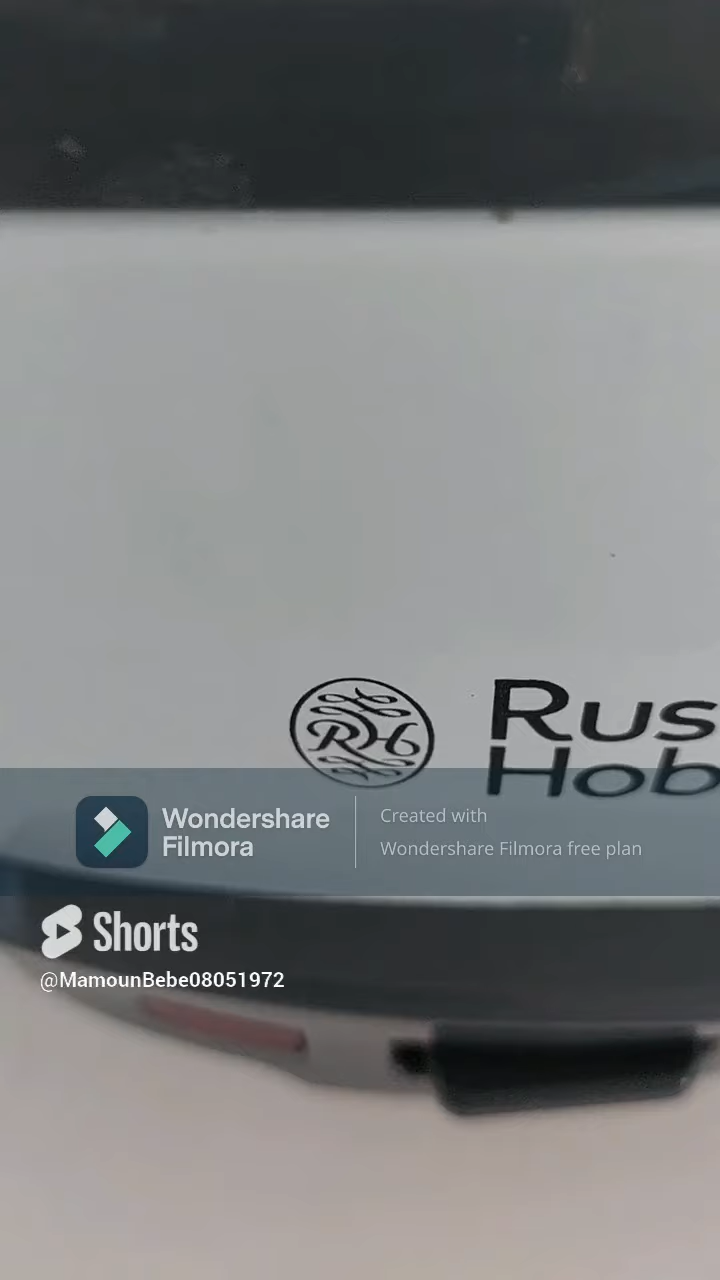 RH
Rus
Hob
Wondershare
Filmora
Created with
Wondershare Filmora free plan
Shorts
@MamounBebe08051972